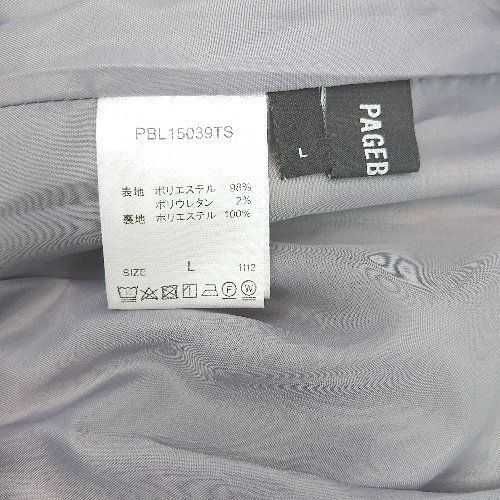 PBL15039TS
表地 ポリエステル 98%
ポリウレタン 2%
裏地 ポリエステル 100%
SIZE L 1112
L
PAGEB